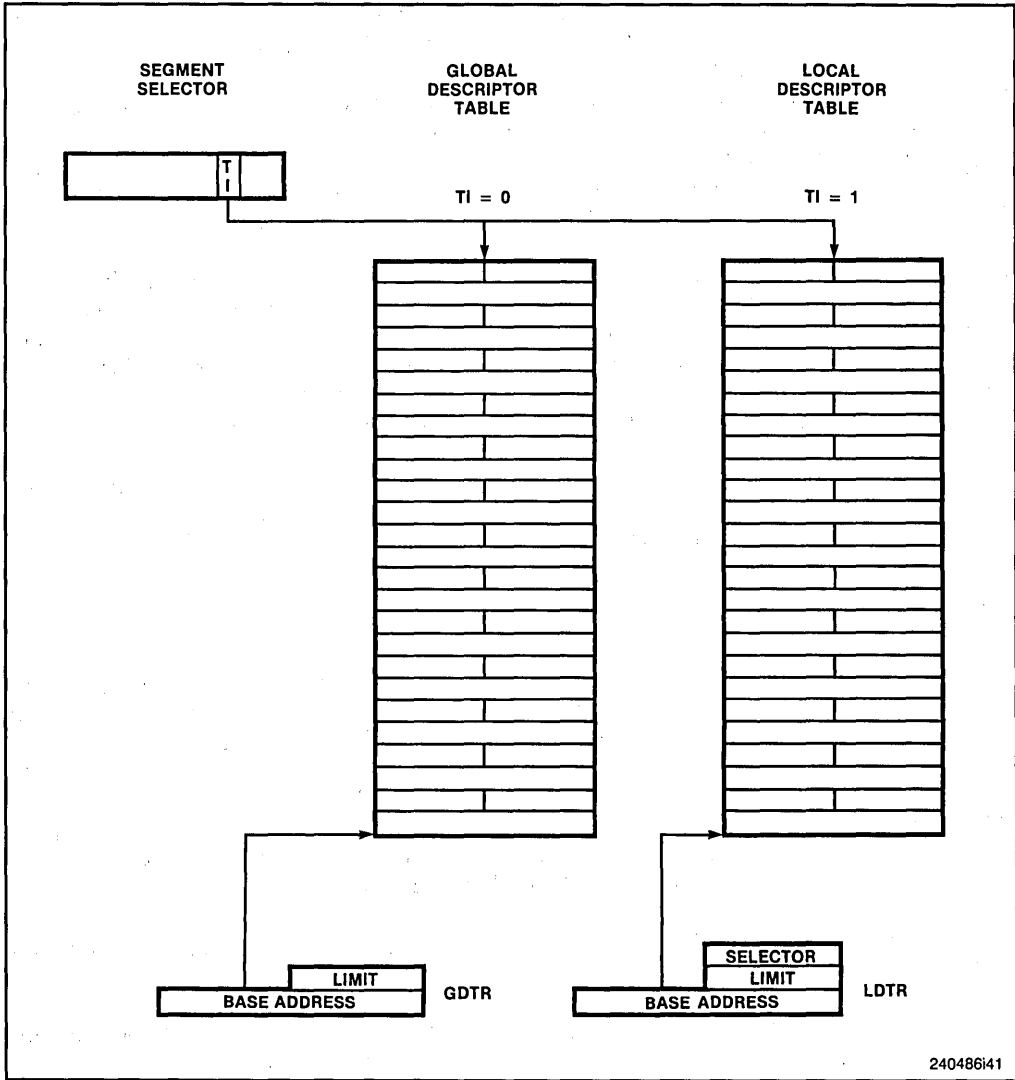 SEGMENT
SELECTOR
GLOBAL
DESCRIPTOR
TABLE
LOCAL
DESCRIPTOR
TABLE
T
I
TI = 0
TI = 1
LIMIT
BASE ADDRESS
GDTR
SELECTOR
LIMIT
BASE ADDRESS
LDTR
240486i41